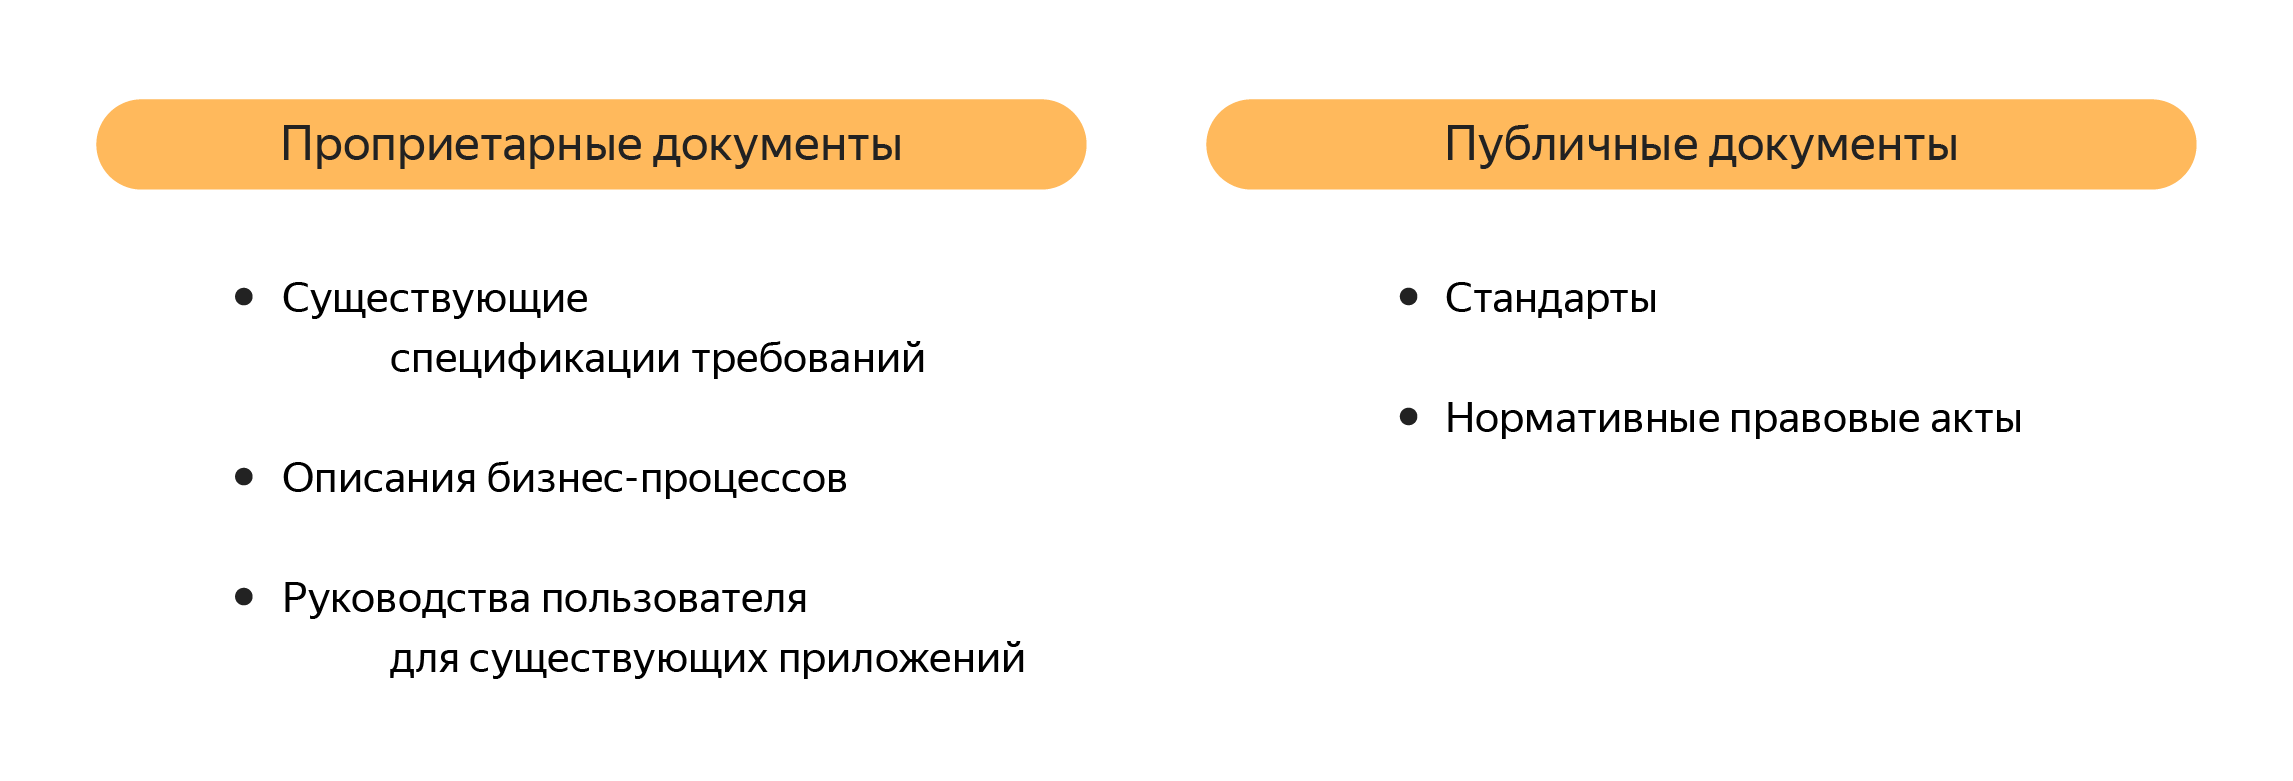 Проприетарные документы
• Существующие
спецификации требований
• Описания бизнес-процессов
• Руководства пользователя
для существующих приложений
Публичные документы
• Стандарты
• Нормативные правовые акты